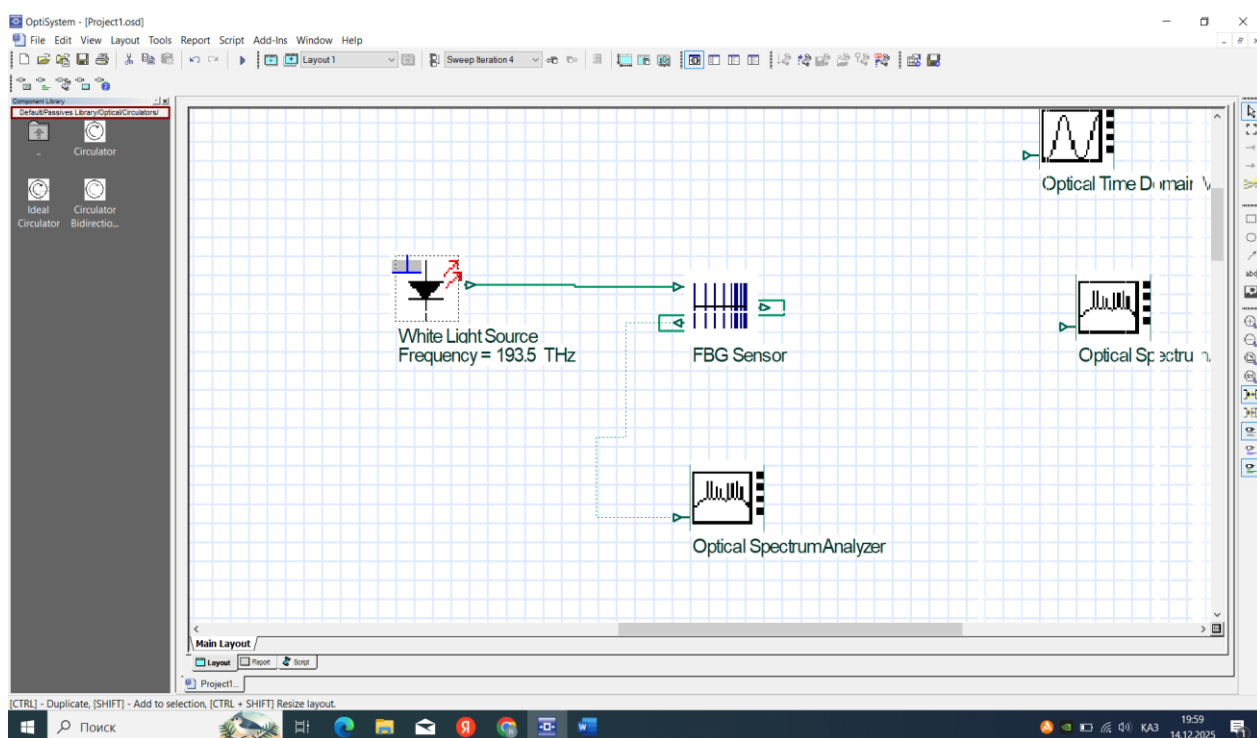 OptiSystem - [Project1.osd]
File Edit View Layout Tools Report Script Add-Ins Window Help
Layout 1
Sweep Iteration 4
Component Library
Default/Passives Library/Optical/Circulators/
..
Circulator
Ideal Circulator
Circulator Bidirectio...
Optical Time Domain V
White Light Source
Frequency = 193.5 THz
FBG Sensor
Optical Spectrum
Optical Spectrum Analyzer
Main Layout
Layout Report Script
Project1...
[CTRL] - Duplicate, [SHIFT] - Add to selection, [CTRL + SHIFT] Resize layout.
Поиск
КАЗ
19:59
14.12.2025